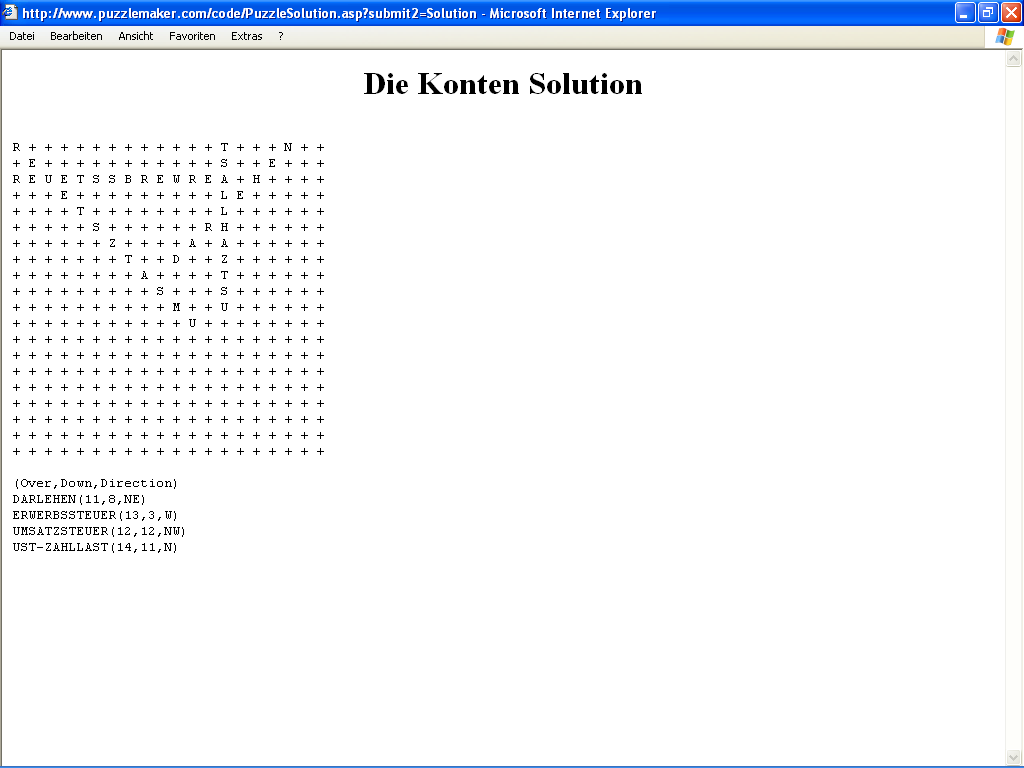 http://www.puzzlemaker.com/code/PuzzleSolution.asp?submit2=Solution - Microsoft Internet Explorer
Datei Bearbeiten Ansicht Favoriten Extras ?
Die Konten Solution
R + + + + + + + + + + + + T + + + N + +
+ E + + + + + + + + + + + S + + E + + +
R E U E T S S B R E W R E A + H + + + +
+ + + E + + + + + + + + + L E + + + + +
+ + + + T + + + + + + + + L + + + + + +
+ + + + + S + + + + + + R H + + + + + +
+ + + + + + Z + + + + A + A + + + + + +
+ + + + + + + T + + D + + Z + + + + + +
+ + + + + + + + A + + + + T + + + + + +
+ + + + + + + + + S + + + S + + + + + +
+ + + + + + + + + + M + + U + + + + + +
+ + + + + + + + + + + U + + + + + + + +
+ + + + + + + + + + + + + + + + + + + +
+ + + + + + + + + + + + + + + + + + + +
+ + + + + + + + + + + + + + + + + + + +
+ + + + + + + + + + + + + + + + + + + +
+ + + + + + + + + + + + + + + + + + + +
+ + + + + + + + + + + + + + + + + + + +
+ + + + + + + + + + + + + + + + + + + +
+ + + + + + + + + + + + + + + + + + + +
(Over,Down,Direction)
DARLEHEN(11,8,NE)
ERWERBSSTEUER(13,3,W)
UMSATZSTEUER(12,12,NW)
UST-ZAHLLAST(14,11,N)